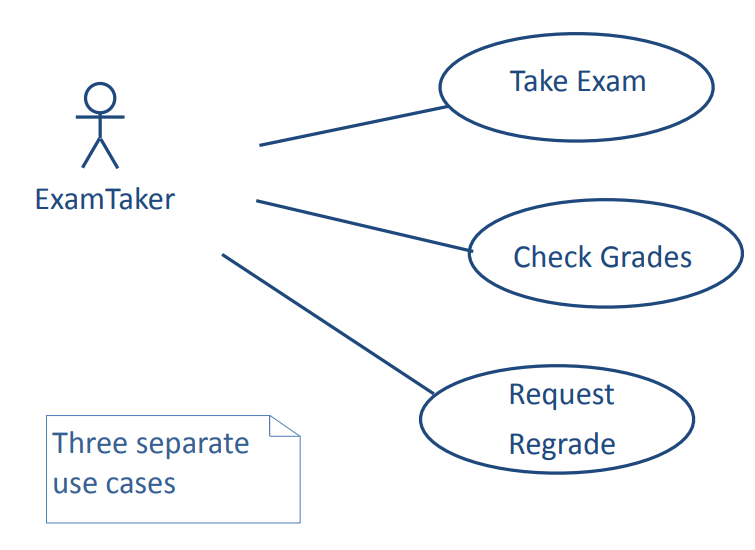 Take Exam
ExamTaker
Check Grades
Request
Regrade
Three separate
use cases